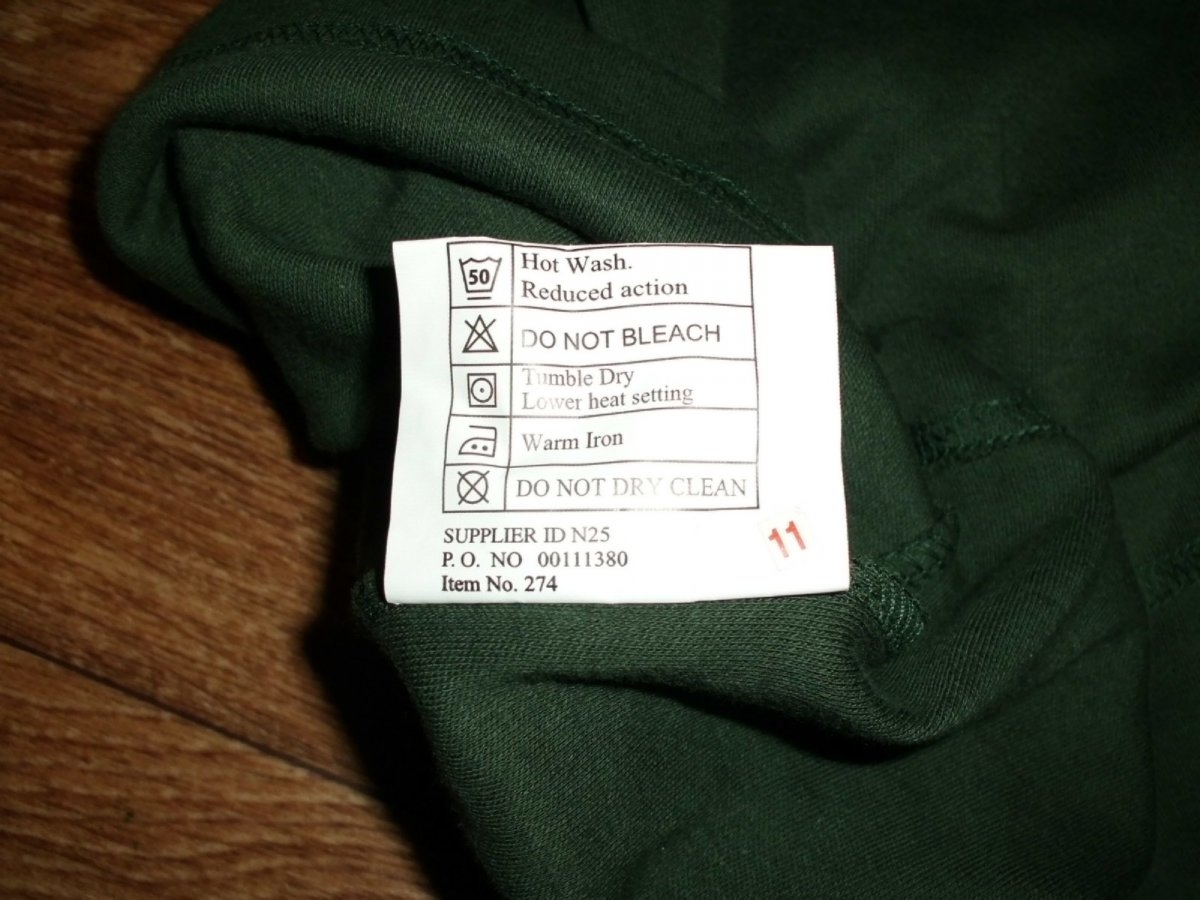 50
Hot Wash.
Reduced action
DO NOT BLEACH
Tumble Dry
Lower heat setting
Warm Iron
DO NOT DRY CLEAN
SUPPLIER ID N25
P. O. NO 00111380
Item No. 274
11